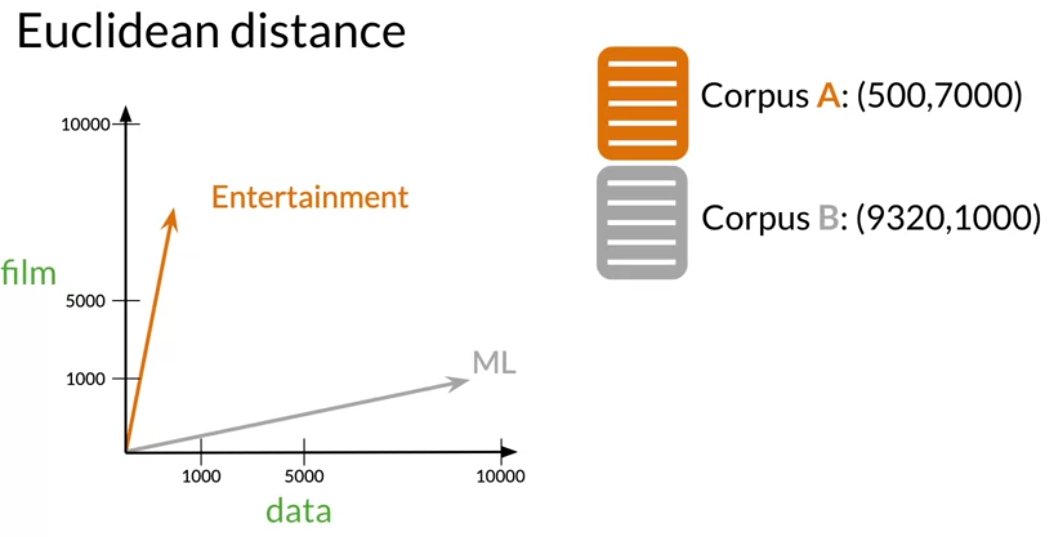 Euclidean distance
10000
Entertainment
film
5000
1000
ML
1000 5000 10000
data
Corpus A: (500,7000)
Corpus B: (9320,1000)